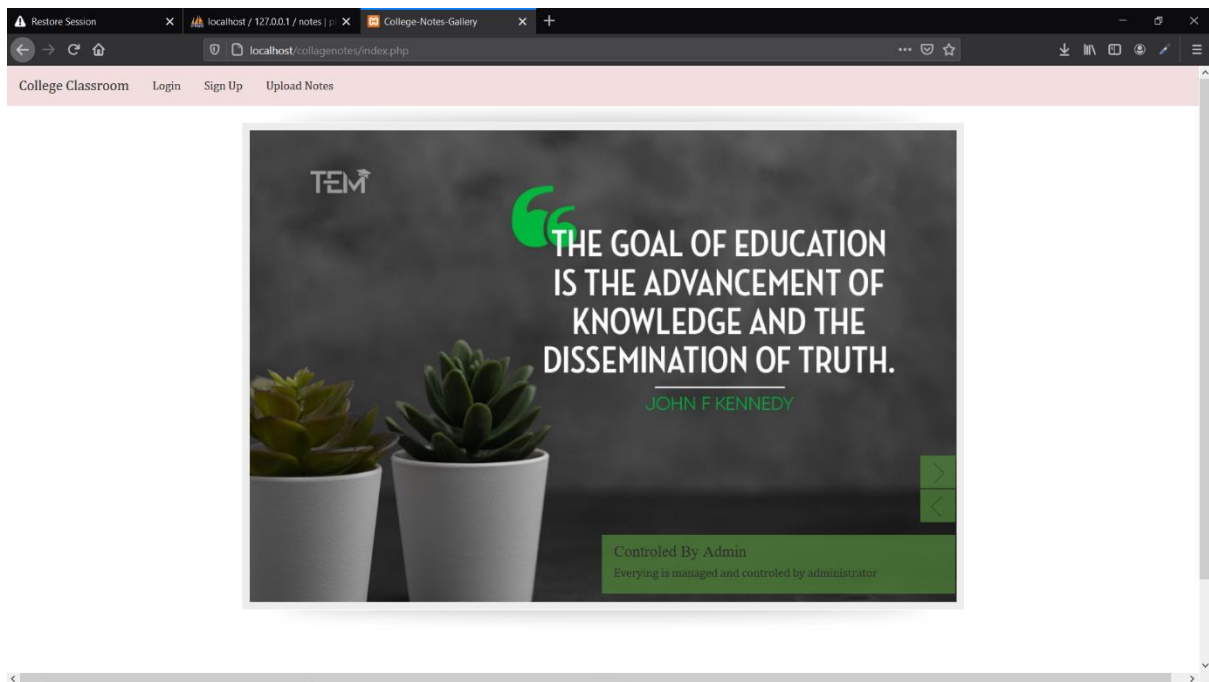 Restore Session
localhost / 127.0.0.1 / notes | p
College-Notes-Gallery
localhost/collagenotes/index.php
College Classroom Login Sign Up Upload Notes
TEM
THE GOAL OF EDUCATION
IS THE ADVANCEMENT OF
KNOWLEDGE AND THE
DISSEMINATION OF TRUTH.
JOHN F KENNEDY
Controled By Admin
Everying is managed and controled by administrator